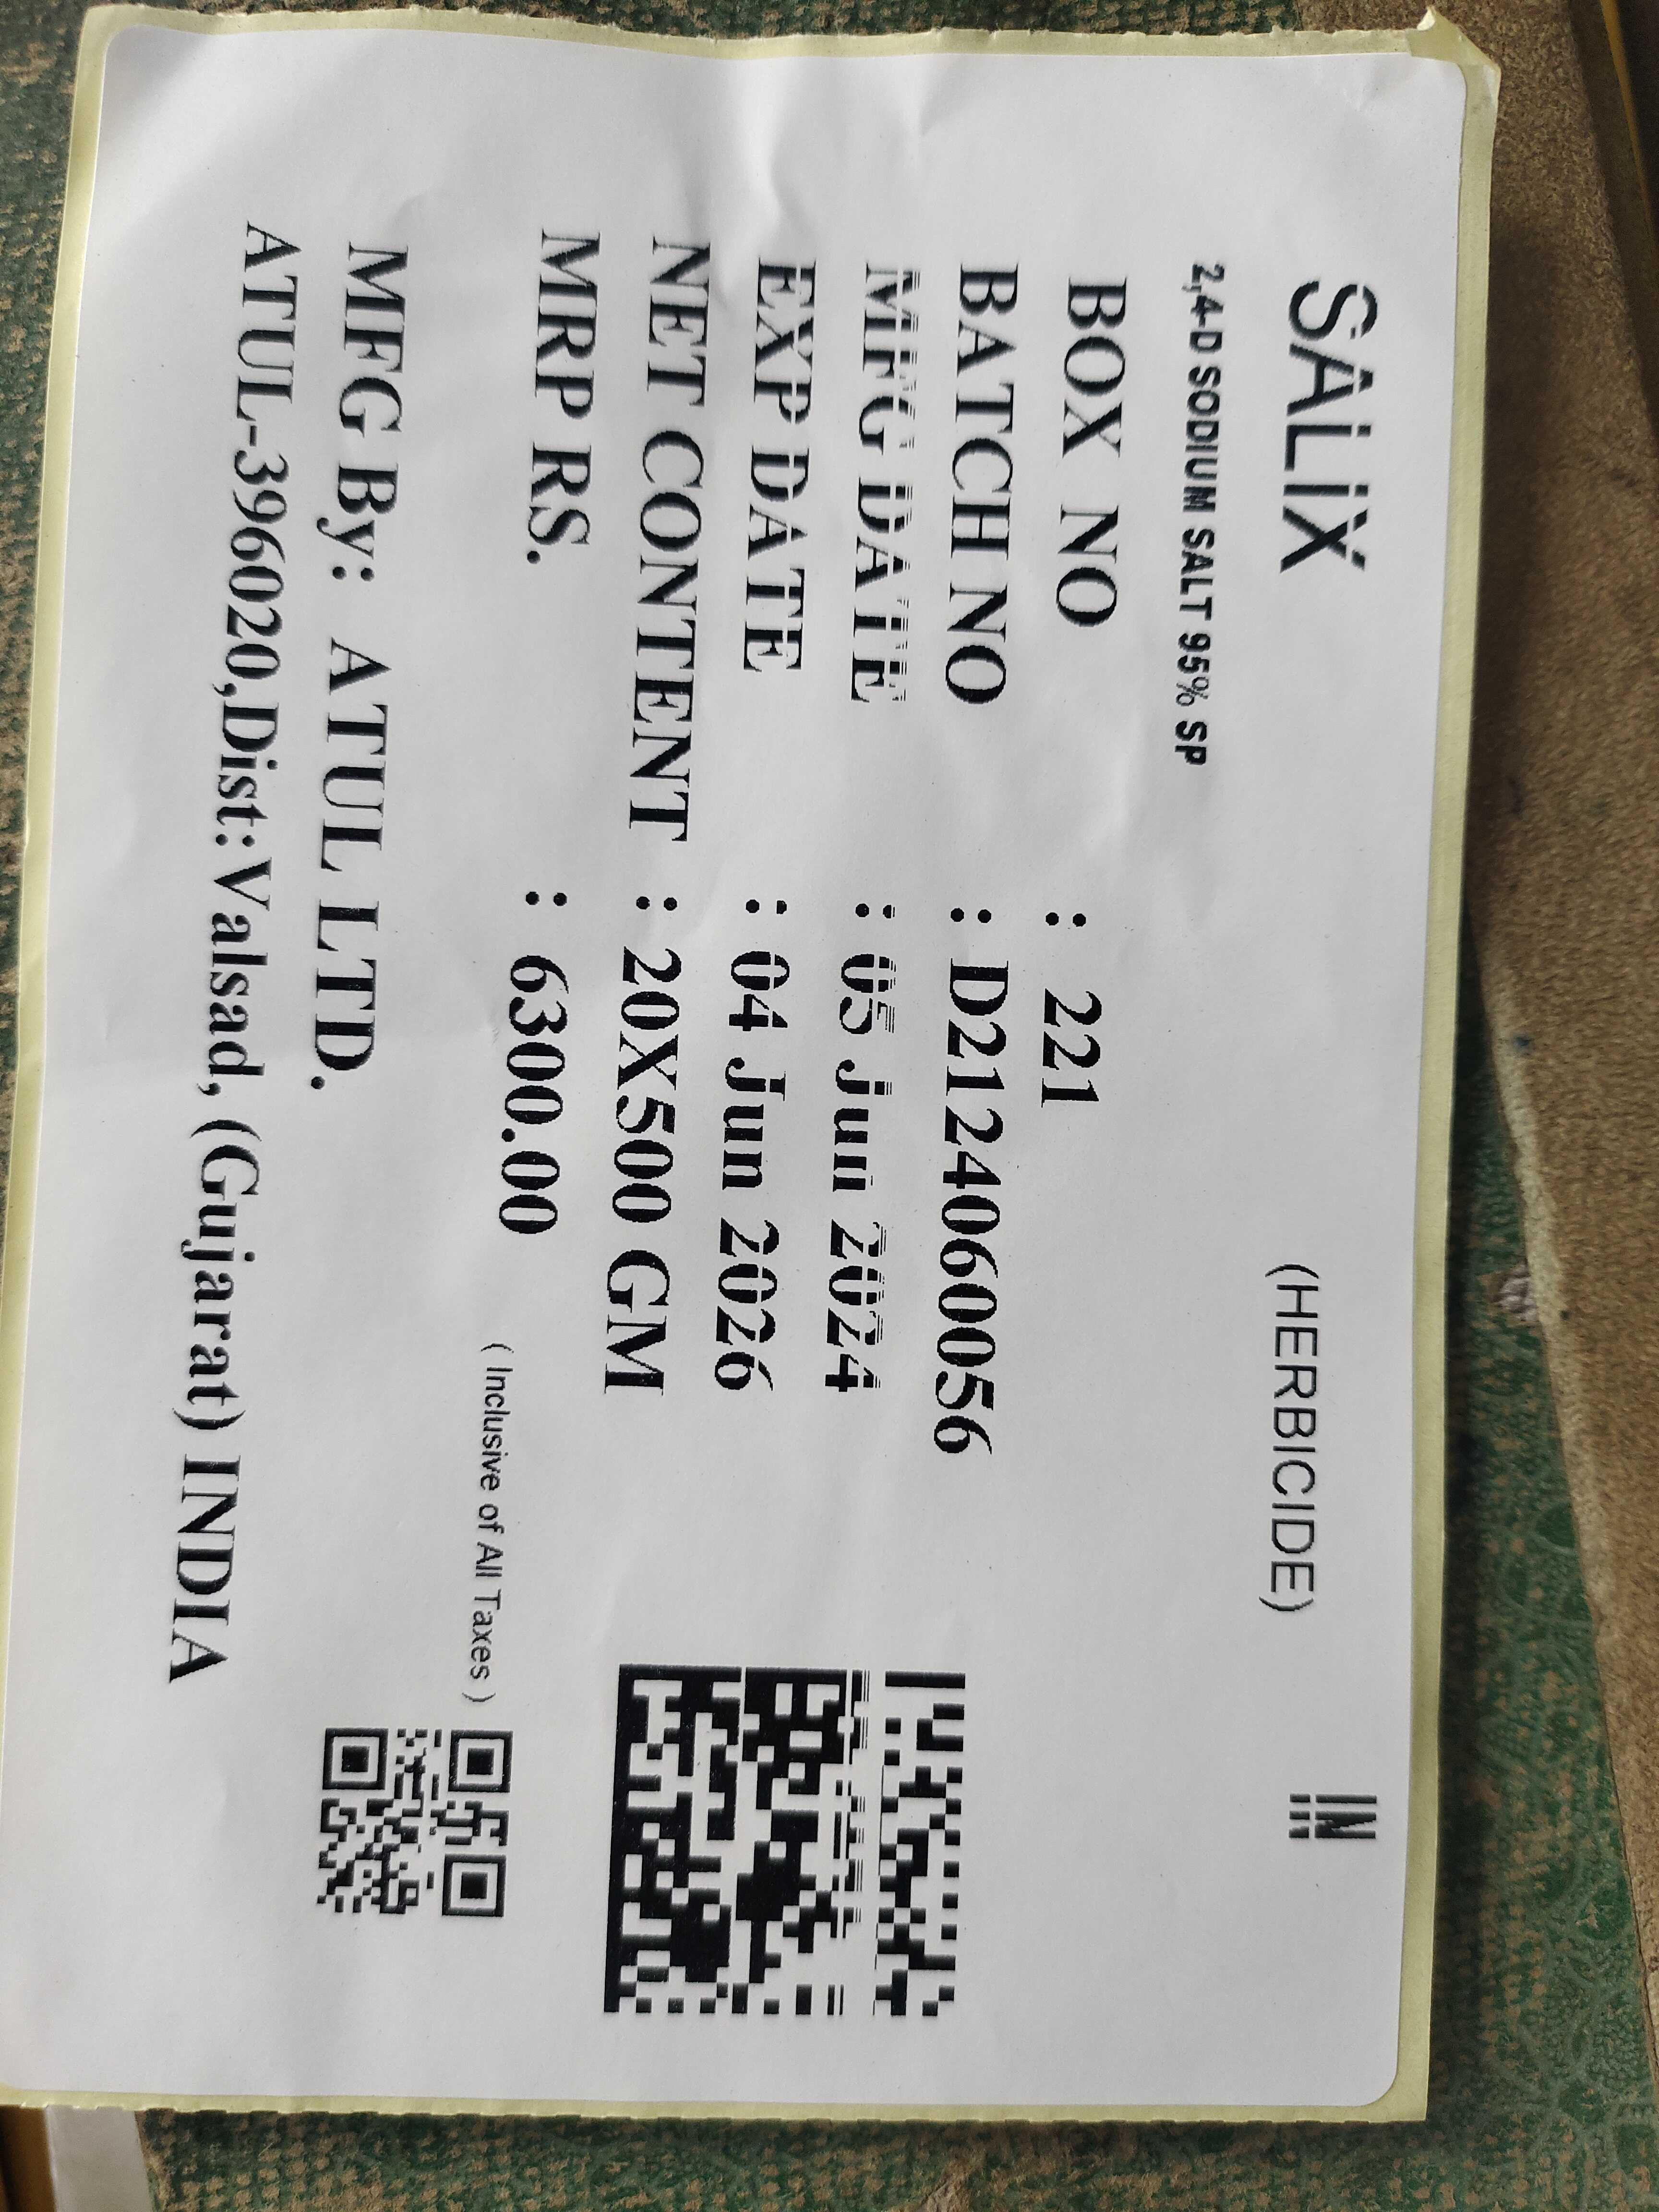 SALIX (HERBICIDE) IN
2,4-D SODIUM SALT 95% SP
BOX NO : 221
BATCH NO : D2124060056
MFG DATE : 05 Jun 2024
EXP DATE : 04 Jun 2026
NET CONTENT : 20X500 GM
MRP RS. : 6300.00 ( Inclusive of All Taxes )
MFG By: ATUL LTD.
ATUL-396020,Dist:Valsad, (Gujarat) INDIA